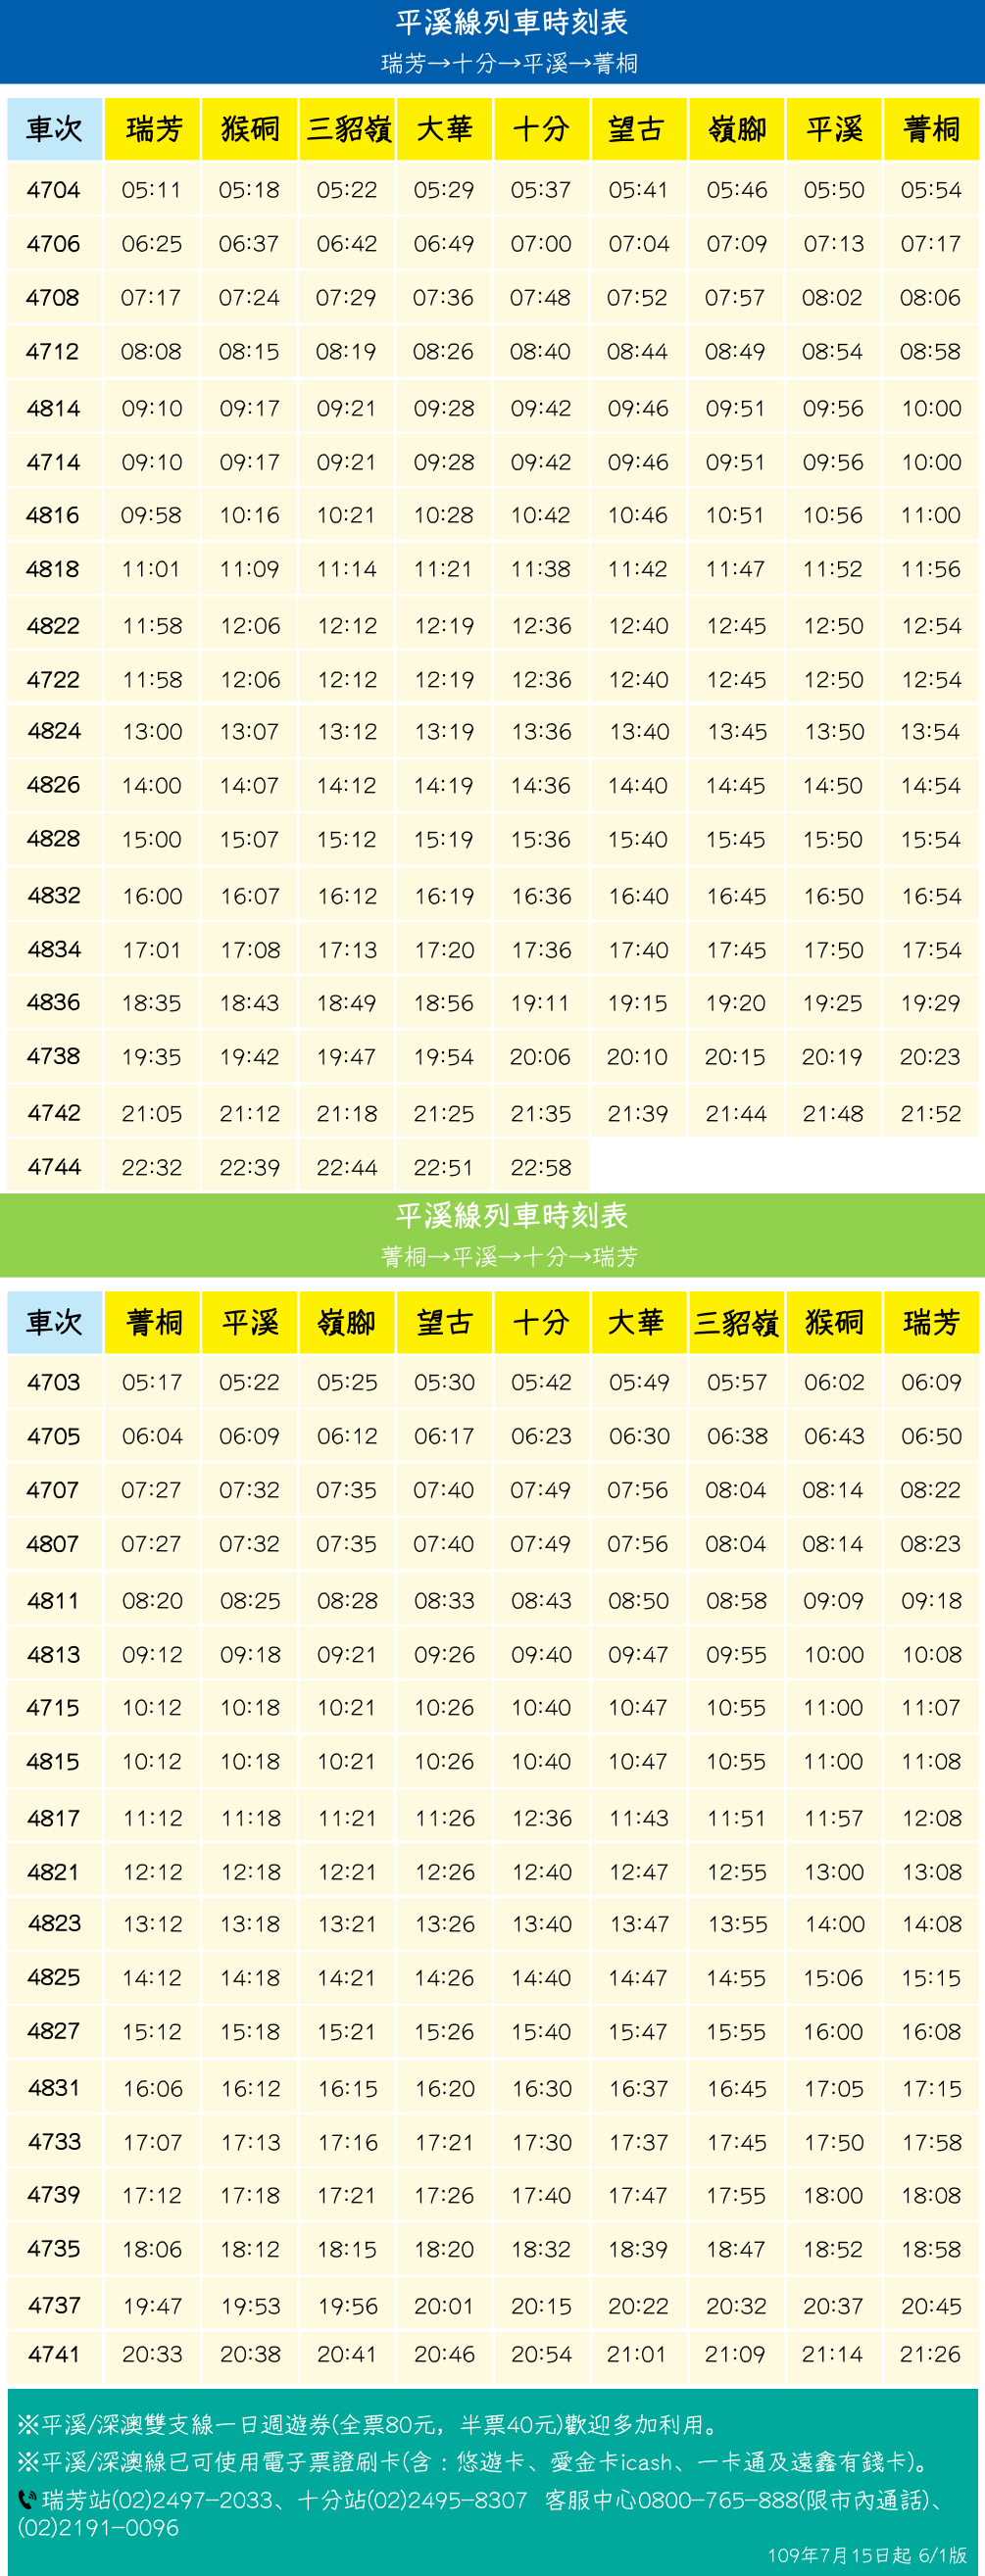 平溪線列車時刻表
瑞芳→十分→平溪→菁桐
車次 瑞芳 猴硐 三貂嶺 大華 十分 望古 嶺腳 平溪 菁桐
4704 05:11 05:18 05:22 05:29 05:37 05:41 05:46 05:50 05:54
4706 06:25 06:37 06:42 06:49 07:00 07:04 07:09 07:13 07:17
4708 07:17 07:24 07:29 07:36 07:48 07:52 07:57 08:02 08:06
4712 08:08 08:15 08:19 08:26 08:40 08:44 08:49 08:54 08:58
4814 09:10 09:17 09:21 09:28 09:42 09:46 09:51 09:56 10:00
4714 09:10 09:17 09:21 09:28 09:42 09:46 09:51 09:56 10:00
4816 09:58 10:16 10:21 10:28 10:42 10:46 10:51 10:56 11:00
4818 11:01 11:09 11:14 11:21 11:38 11:42 11:47 11:52 11:56
4822 11:58 12:06 12:12 12:19 12:36 12:40 12:45 12:50 12:54
4722 11:58 12:06 12:12 12:19 12:36 12:40 12:45 12:50 12:54
4824 13:00 13:07 13:12 13:19 13:36 13:40 13:45 13:50 13:54
4826 14:00 14:07 14:12 14:19 14:36 14:40 14:45 14:50 14:54
4828 15:00 15:07 15:12 15:19 15:36 15:40 15:45 15:50 15:54
4832 16:00 16:07 16:12 16:19 16:36 16:40 16:45 16:50 16:54
4834 17:01 17:08 17:13 17:20 17:36 17:40 17:45 17:50 17:54
4836 18:35 18:43 18:49 18:56 19:11 19:15 19:20 19:25 19:29
4738 19:35 19:42 19:47 19:54 20:06 20:10 20:15 20:19 20:23
4742 21:05 21:12 21:18 21:25 21:35 21:39 21:44 21:48 21:52
4744 22:32 22:39 22:44 22:51 22:58
平溪線列車時刻表
菁桐→平溪→十分→瑞芳
車次 菁桐 平溪 嶺腳 望古 十分 大華 三貂嶺 猴硐 瑞芳
4703 05:17 05:22 05:25 05:30 05:42 05:49 05:57 06:02 06:09
4705 06:04 06:09 06:12 06:17 06:23 06:30 06:38 06:43 06:50
4707 07:27 07:32 07:35 07:40 07:49 07:56 08:04 08:14 08:22
4807 07:27 07:32 07:35 07:40 07:49 07:56 08:04 08:14 08:23
4811 08:20 08:25 08:28 08:33 08:43 08:50 08:58 09:09 09:18
4813 09:12 09:18 09:21 09:26 09:40 09:47 09:55 10:00 10:08
4715 10:12 10:18 10:21 10:26 10:40 10:47 10:55 11:00 11:07
4815 10:12 10:18 10:21 10:26 10:40 10:47 10:55 11:00 11:08
4817 11:12 11:18 11:21 11:26 12:36 11:43 11:51 11:57 12:08
4821 12:12 12:18 12:21 12:26 12:40 12:47 12:55 13:00 13:08
4823 13:12 13:18 13:21 13:26 13:40 13:47 13:55 14:00 14:08
4825 14:12 14:18 14:21 14:26 14:40 14:47 14:55 15:06 15:15
4827 15:12 15:18 15:21 15:26 15:40 15:47 15:55 16:00 16:08
4831 16:06 16:12 16:15 16:20 16:30 16:37 16:45 17:05 17:15
4733 17:07 17:13 17:16 17:21 17:30 17:37 17:45 17:50 17:58
4739 17:12 17:18 17:21 17:26 17:40 17:47 17:55 18:00 18:08
4735 18:06 18:12 18:15 18:20 18:32 18:39 18:47 18:52 18:58
4737 19:47 19:53 19:56 20:01 20:15 20:22 20:32 20:37 20:45
4741 20:33 20:38 20:41 20:46 20:54 21:01 21:09 21:14 21:26
※平溪/深澳雙支線一日週遊券(全票80元，半票40元)歡迎多加利用。
※平溪/深澳線已可使用電子票證刷卡(含：悠遊卡、愛金卡icash、一卡通及遠鑫有錢卡)。
瑞芳站(02)2497-2033、十分站(02)2495-8307 客服中心0800-765-888(限市內通話)、
(02)2191-0096
109年7月15日起 6/1版